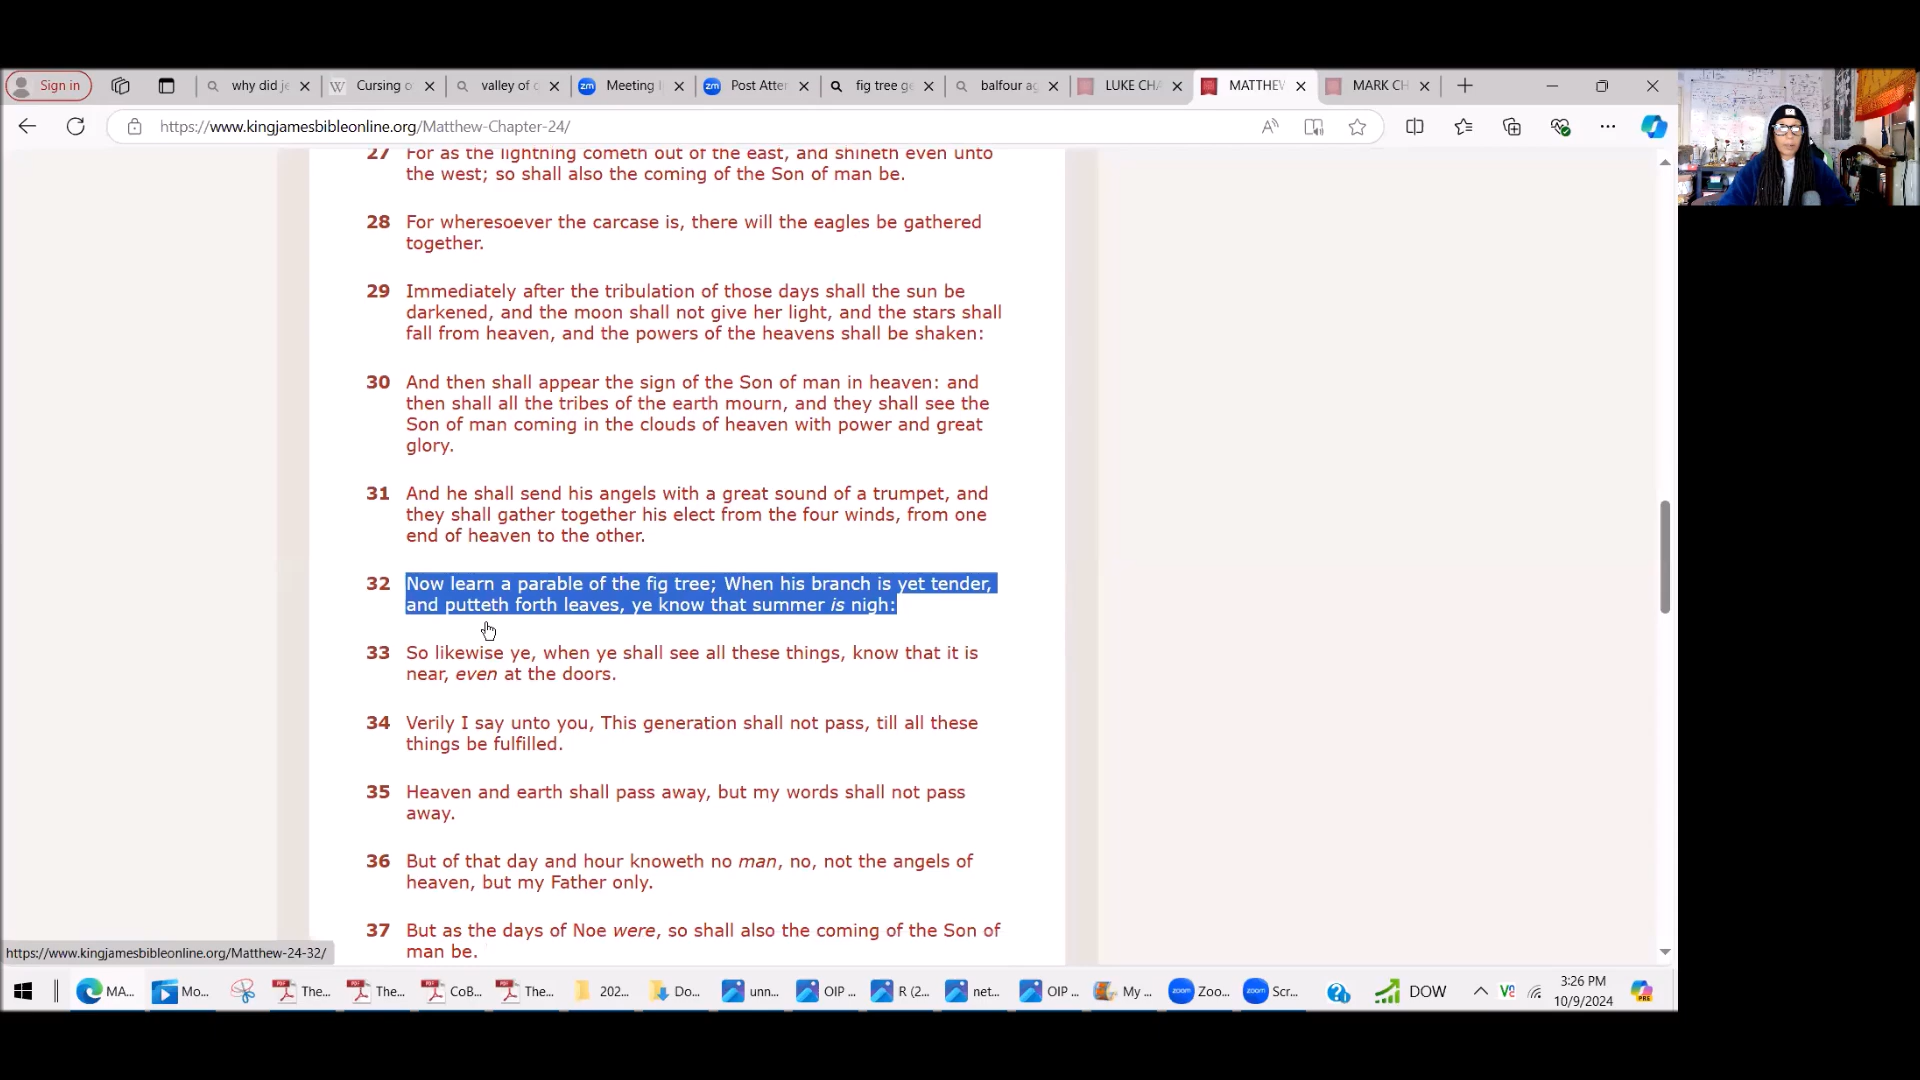 Sign in
why did je
Cursing o
valley of d
Meeting
Post Atter
fig tree ge
balfour ag
LUKE CHA
MATTHEW
MARK CH
https://www.kingjamesbibleonline.org/Matthew-Chapter-24/
27 For as the lightning cometh out of the east, and shineth even unto
the west; so shall also the coming of the Son of man be.
28 For wheresoever the carcase is, there will the eagles be gathered
together.
29 Immediately after the tribulation of those days shall the sun be
darkened, and the moon shall not give her light, and the stars shall
fall from heaven, and the powers of the heavens shall be shaken:
30 And then shall appear the sign of the Son of man in heaven: and
then shall all the tribes of the earth mourn, and they shall see the
Son of man coming in the clouds of heaven with power and great
glory.
31 And he shall send his angels with a great sound of a trumpet, and
they shall gather together his elect from the four winds, from one
end of heaven to the other.
32 Now learn a parable of the fig tree; When his branch is yet tender,
and putteth forth leaves, ye know that summer is nigh:
33 So likewise ye, when ye shall see all these things, know that it is
near, even at the doors.
34 Verily I say unto you, This generation shall not pass, till all these
things be fulfilled.
35 Heaven and earth shall pass away, but my words shall not pass
away.
36 But of that day and hour knoweth no man, no, not the angels of
heaven, but my Father only.
37 But as the days of Noe were, so shall also the coming of the Son of
man be.
https://www.kingjamesbibleonline.org/Matthew-24-32/
MA...
Mo...
The...
The...
CoB...
The...
202...
Do...
unn...
OIP ...
R (2...
net...
OIP ...
My ...
Zoo...
Scr...
DOW
3:26 PM
10/9/2024